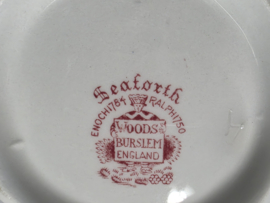 Seaforth
ENOCH 1784 RALPH 1750
WOODS
BURSLEM
ENGLAND